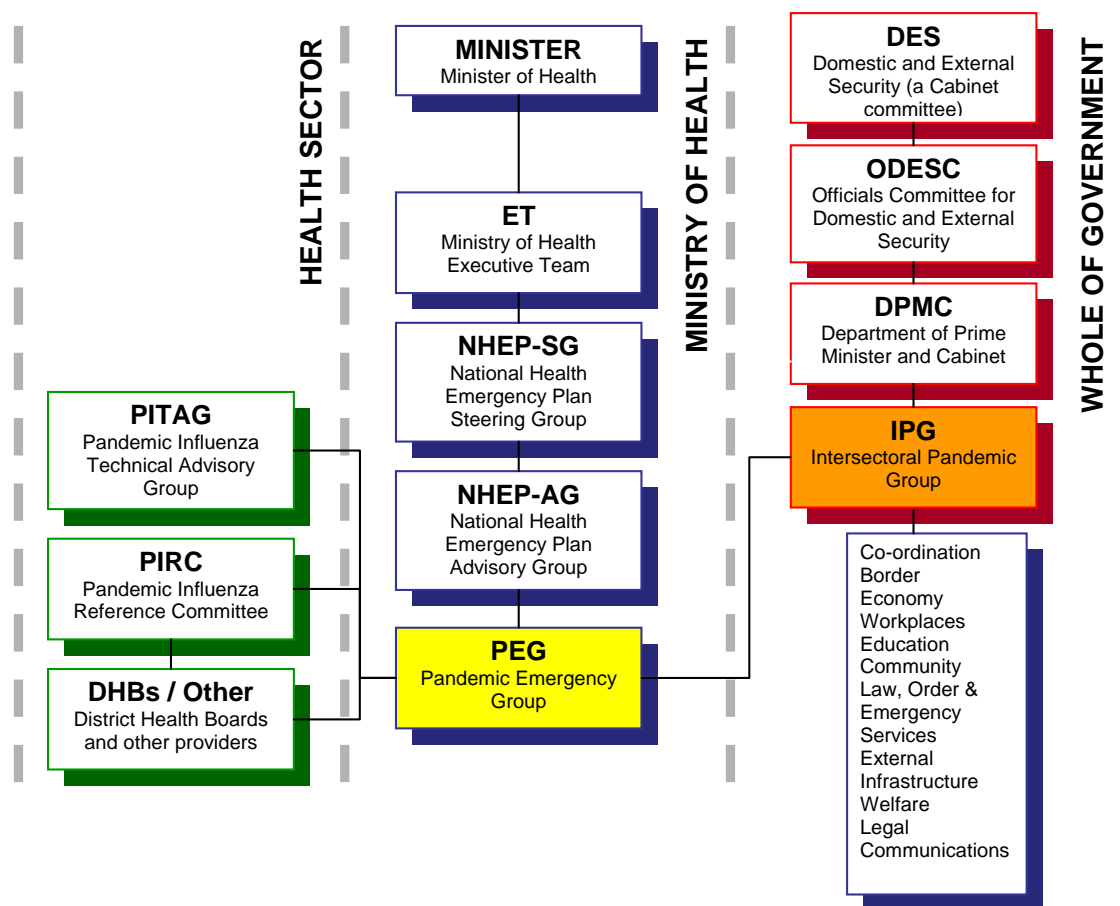 HEALTH SECTOR
PITAG
Pandemic Influenza
Technical Advisory
Group
PIRC
Pandemic Influenza
Reference Committee
DHBs / Other
District Health Boards
and other providers
MINISTRY OF HEALTH
MINISTER
Minister of Health
ET
Ministry of Health
Executive Team
NHEP-SG
National Health
Emergency Plan
Steering Group
NHEP-AG
National Health
Emergency Plan
Advisory Group
PEG
Pandemic Emergency
Group
WHOLE OF GOVERNMENT
DES
Domestic and External
Security (a Cabinet
committee)
ODESC
Officials Committee for
Domestic and External
Security
DPMC
Department of Prime
Minister and Cabinet
IPG
Intersectoral Pandemic
Group
Co-ordination
Border
Economy
Workplaces
Education
Community
Law, Order &
Emergency
Services
External
Infrastructure
Welfare
Legal
Communications